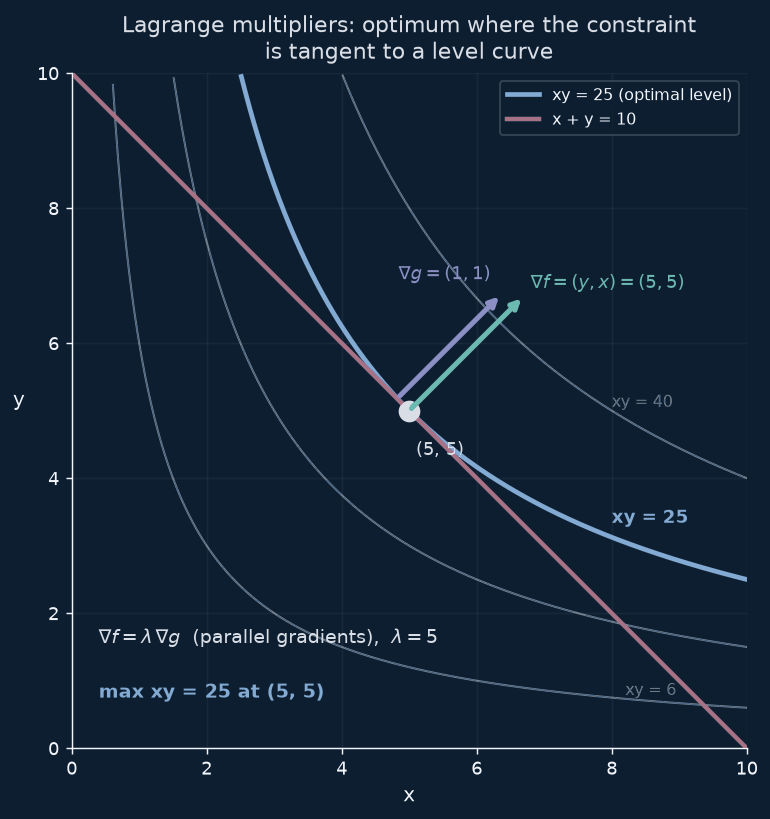 Lagrange multipliers: optimum where the constraint
is tangent to a level curve
xy = 25 (optimal level)
x + y = 10
∇g = (1, 1)
∇f = (y, x) = (5, 5)
xy = 40
(5, 5)
xy = 25
∇f = λ ∇g (parallel gradients), λ = 5
max xy = 25 at (5, 5)
xy = 6
10
8
6
4
2
0
y
0 2 4 6 8 10
x